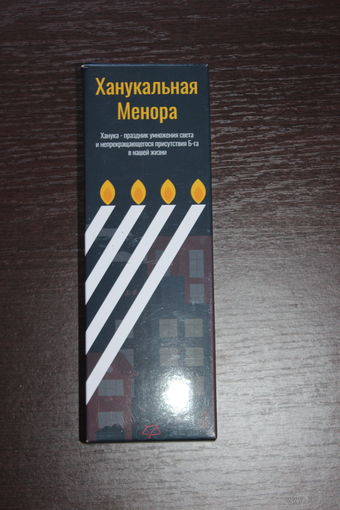 Ханукальная
Менора
Ханука - праздник умножения света
и непрекращающегося присутствия Б-га
в нашей жизни